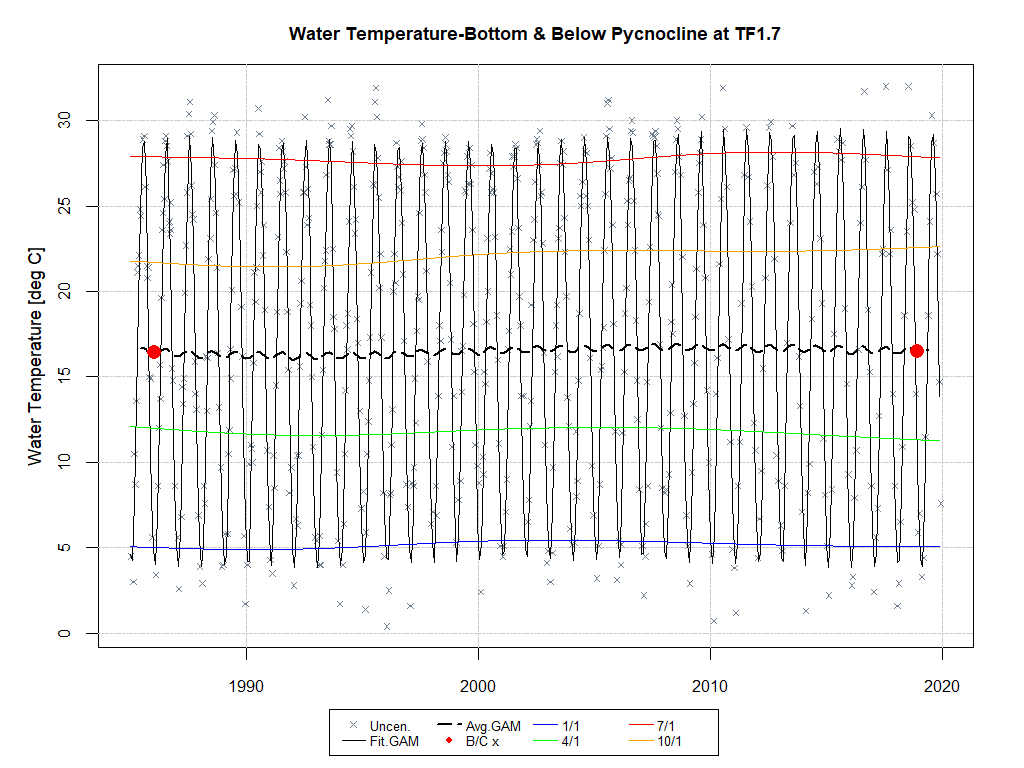 Water Temperature-Bottom & Below Pycnocline at TF1.7
Water Temperature [deg C]
30
25
20
15
10
5
0
1990 2000 2010 2020
Uncen. Avg.GAM 1/1 7/1
Fit.GAM B/C x 4/1 10/1